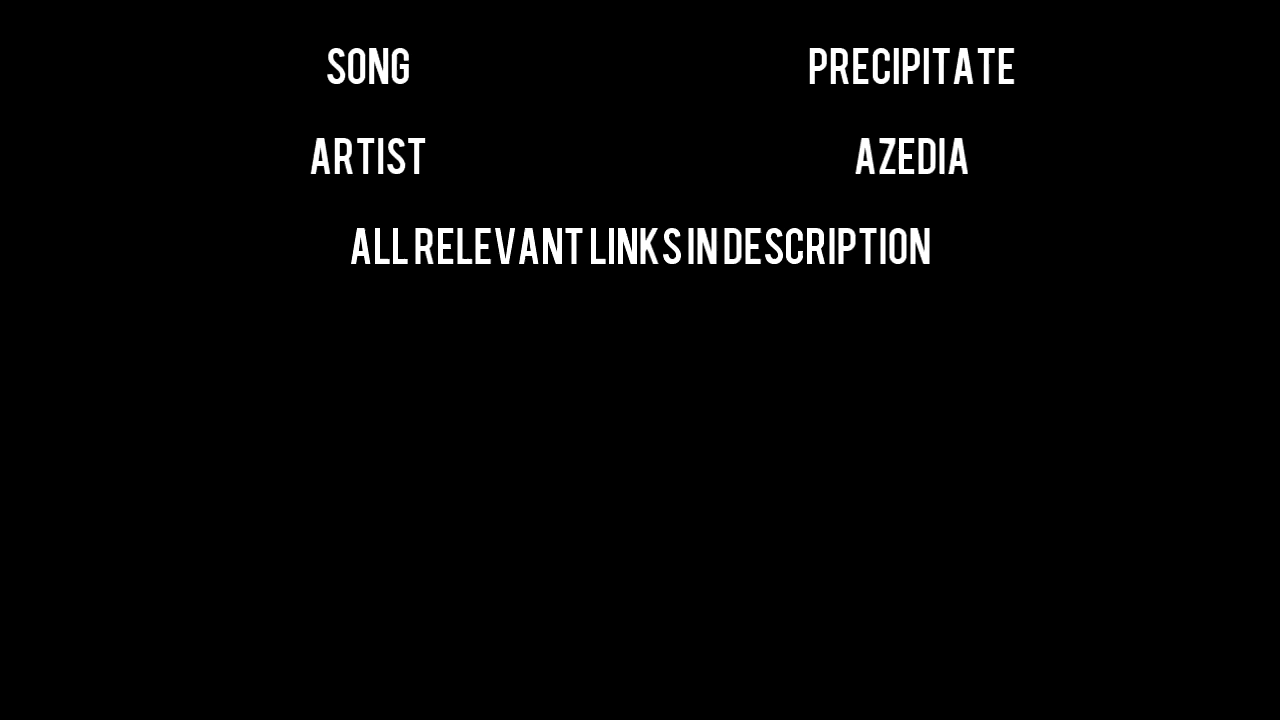 SONG PRECIPITATE
ARTIST AZEDIA
ALL RELEVANT LINKS IN DESCRIPTION